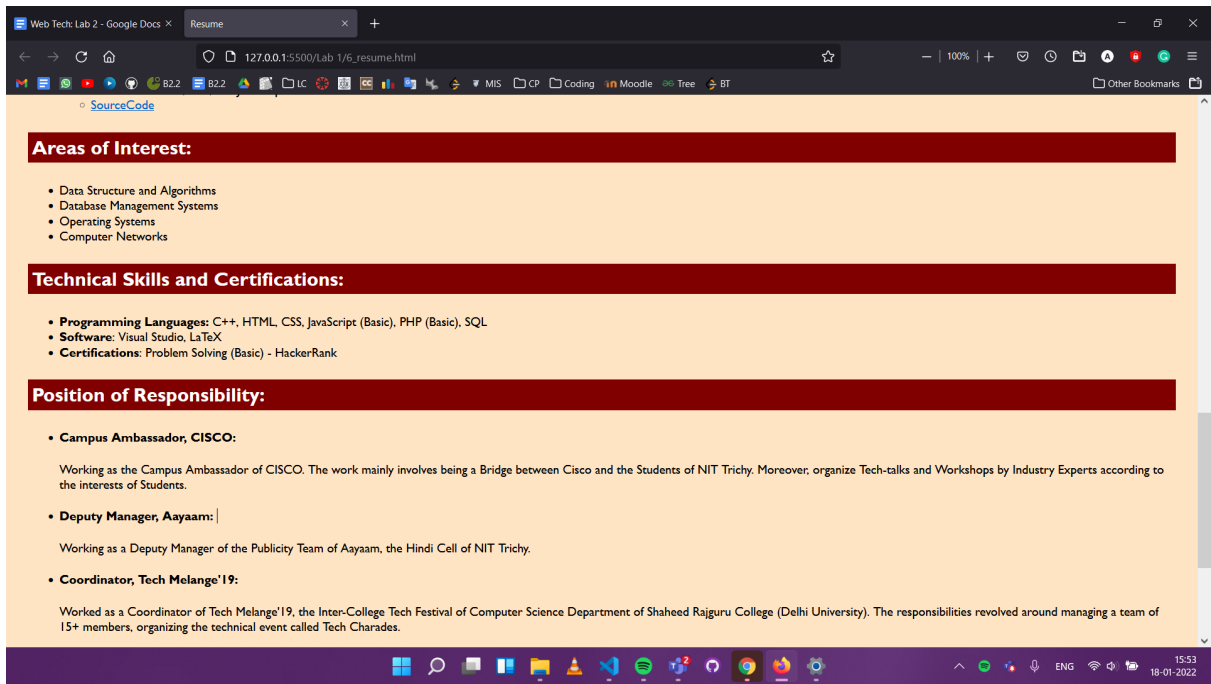 Web Tech: Lab 2 - Google Docs
Resume
127.0.0.1:5500/Lab 1/6_resume.html
100%
B2.2
B2.2
LC
MIS
CP
Coding
Moodle
Tree
BT
Other Bookmarks
SourceCode
Areas of Interest:
Data Structure and Algorithms
Database Management Systems
Operating Systems
Computer Networks
Technical Skills and Certifications:
Programming Languages: C++, HTML, CSS, JavaScript (Basic), PHP (Basic), SQL
Software: Visual Studio, LaTeX
Certifications: Problem Solving (Basic) - HackerRank
Position of Responsibility:
Campus Ambassador, CISCO:
Working as the Campus Ambassador of CISCO. The work mainly involves being a Bridge between Cisco and the Students of NIT Trichy. Moreover, organize Tech-talks and Workshops by Industry Experts according to
the interests of Students.
Deputy Manager, Aayaam:
Working as a Deputy Manager of the Publicity Team of Aayaam, the Hindi Cell of NIT Trichy.
Coordinator, Tech Melange'19:
Worked as a Coordinator of Tech Melange'19, the Inter-College Tech Festival of Computer Science Department of Shaheed Rajguru College (Delhi University). The responsibilities revolved around managing a team of
15+ members, organizing the technical event called Tech Charades.
2
ENG
15:53
18-01-2022